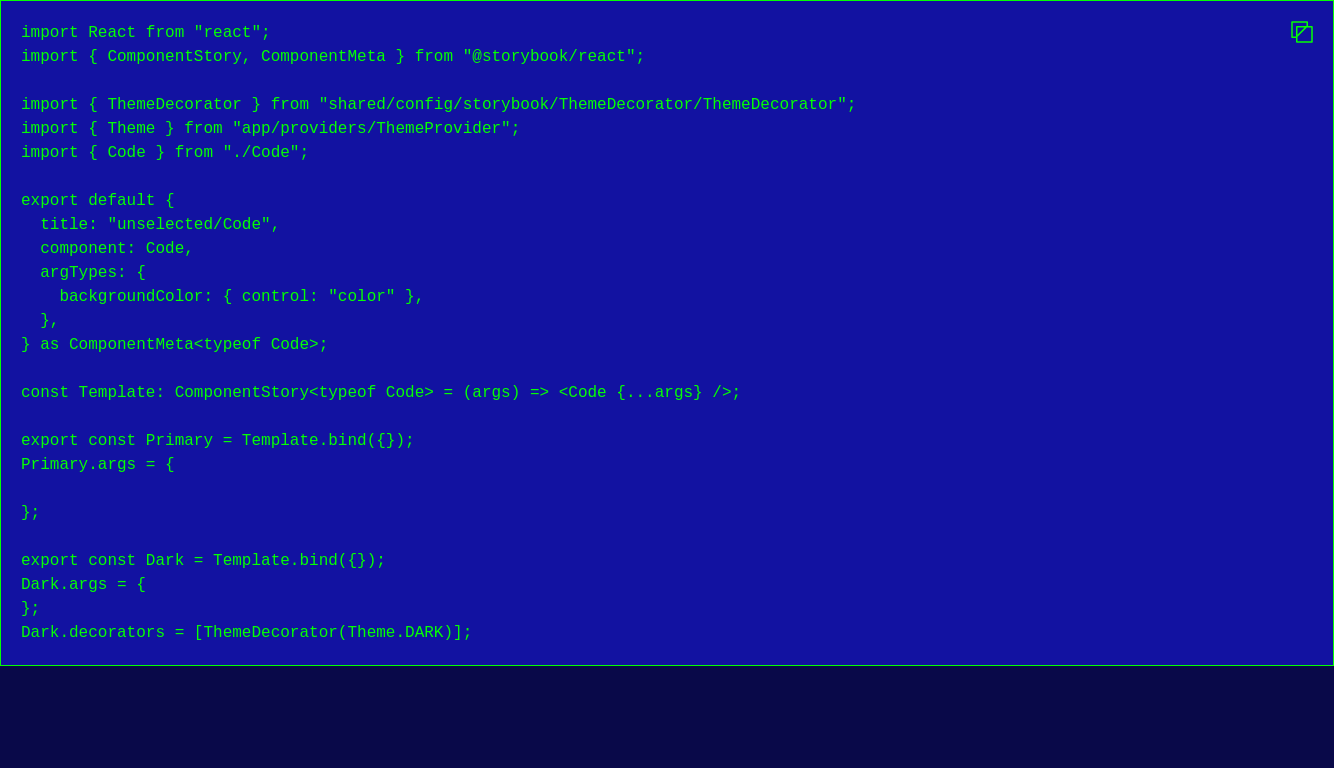 import React from "react";
import { ComponentStory, ComponentMeta } from "@storybook/react";

import { ThemeDecorator } from "shared/config/storybook/ThemeDecorator/ThemeDecorator";
import { Theme } from "app/providers/ThemeProvider";
import { Code } from "./Code";

export default {
  title: "unselected/Code",
  component: Code,
  argTypes: {
    backgroundColor: { control: "color" },
  },
} as ComponentMeta<typeof Code>;

const Template: ComponentStory<typeof Code> = (args) => <Code {...args} />;

export const Primary = Template.bind({});
Primary.args = {

};

export const Dark = Template.bind({});
Dark.args = {
};
Dark.decorators = [ThemeDecorator(Theme.DARK)];